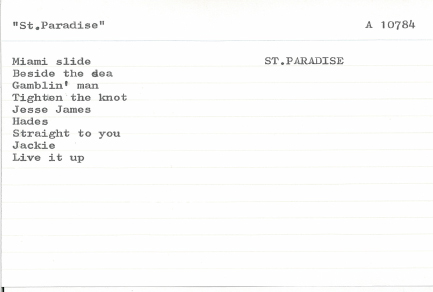 "St.Paradise" A 10784
Miami slide ST.PARADISE
Beside the dea
Gamblin' man
Tighten the knot
Jesse James
Hades
Straight to you
Jackie
Live it up